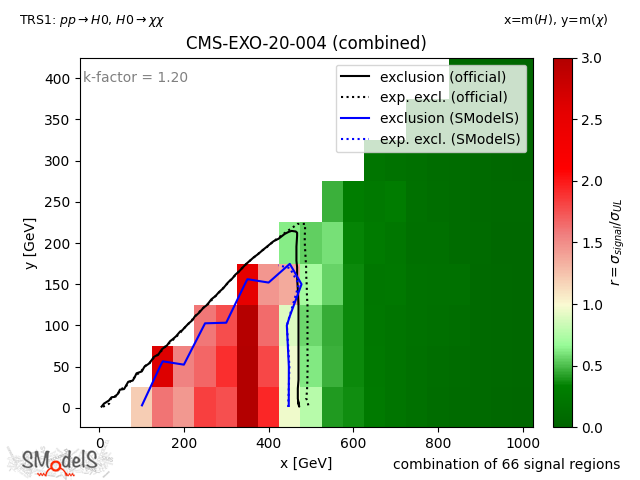 TRS1: pp → H0, H0 → χχ
x=m(H), y=m(χ)
CMS-EXO-20-004 (combined)
k-factor = 1.20
exclusion (official)
exp. excl. (official)
exclusion (SModelS)
exp. excl. (SModelS)
400
350
300
250
200
150
100
50
0
y [GeV]
0 200 400 600 800 1000
x [GeV]
3.0
2.5
2.0
1.5
1.0
0.5
0.0
r = σsignal/σUL
SModelS
combination of 66 signal regions